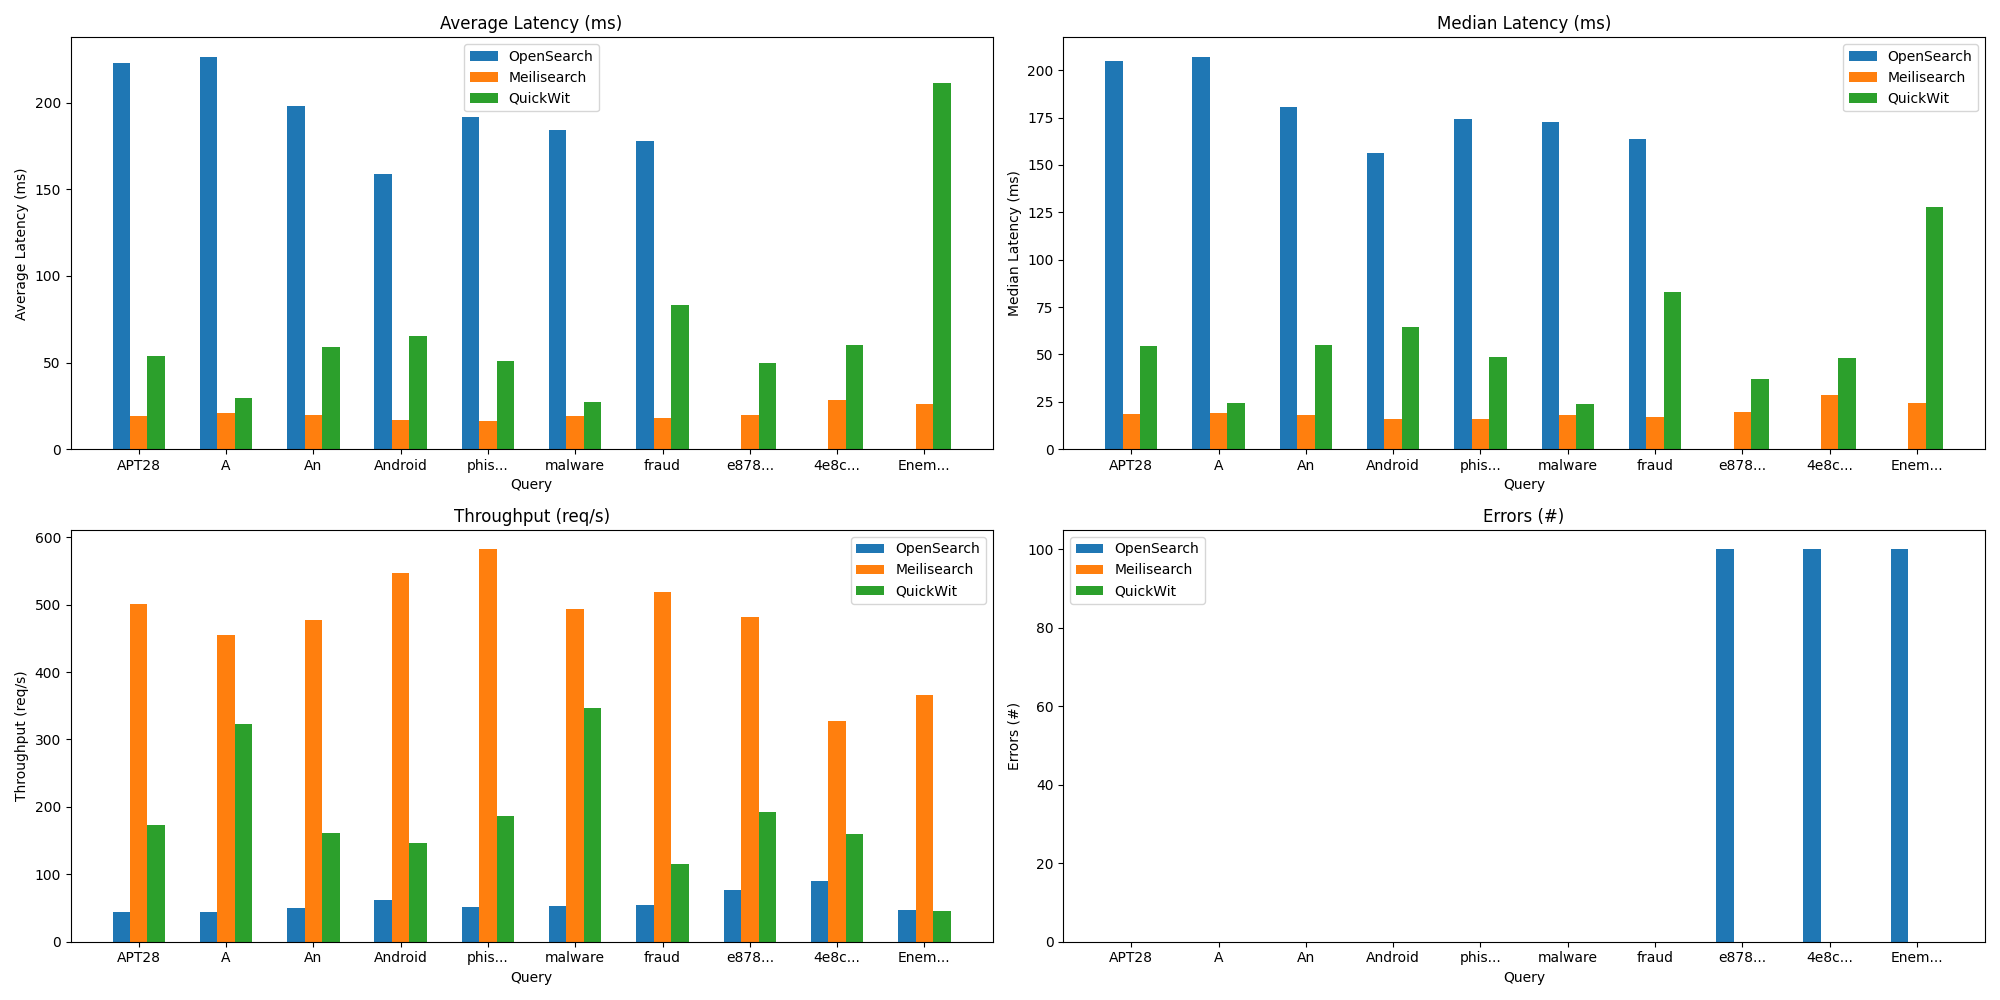 Average Latency (ms)
OpenSearch
Meilisearch
QuickWit
Average Latency (ms)
200
150
100
50
0
APT28 A An Android phis... malware fraud e878... 4e8c... Enem...
Query
Median Latency (ms)
OpenSearch
Meilisearch
QuickWit
Median Latency (ms)
200
175
150
125
100
75
50
25
0
APT28 A An Android phis... malware fraud e878... 4e8c... Enem...
Query
Throughput (req/s)
OpenSearch
Meilisearch
QuickWit
Throughput (req/s)
600
500
400
300
200
100
0
APT28 A An Android phis... malware fraud e878... 4e8c... Enem...
Query
Errors (#)
OpenSearch
Meilisearch
QuickWit
Errors (#)
100
80
60
40
20
0
APT28 A An Android phis... malware fraud e878... 4e8c... Enem...
Query